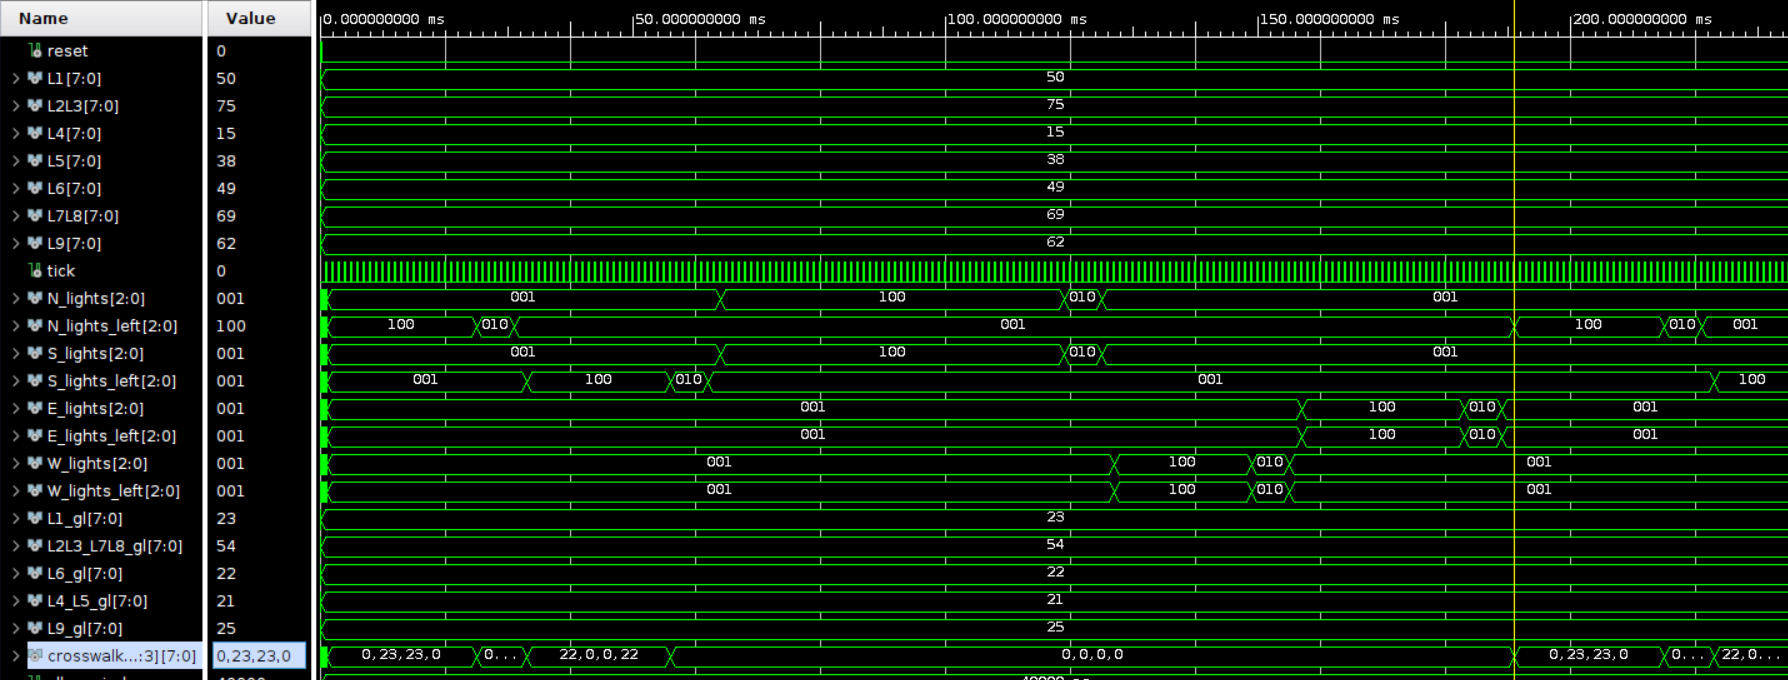 Name Value 0.000000000 ms 50.000000000 ms 100.000000000 ms 150.000000000 ms 200.000000000 ms
reset 0
L1[7:0] 50 50
L2L3[7:0] 75 75
L4[7:0] 15 15
L5[7:0] 38 38
L6[7:0] 49 49
L7L8[7:0] 69 69
L9[7:0] 62 62
tick 0
N_lights[2:0] 001 001 100 010 001
N_lights_left[2:0] 100 100 010 001 100 010 001
S_lights[2:0] 001 001 100 010 001
S_lights_left[2:0] 001 001 100 010 001 100
E_lights[2:0] 001 001 100 010 001
E_lights_left[2:0] 001 001 100 010 001
W_lights[2:0] 001 001 100 010 001
W_lights_left[2:0] 001 001 100 010 001
L1_gl[7:0] 23 23
L2L3_L7L8_gl[7:0] 54 54
L6_gl[7:0] 22 22
L4_L5_gl[7:0] 21 21
L9_gl[7:0] 25 25
crosswalk...:3][7:0] 0,23,23,0 0,23,23,0 0... 22,0,0,22 0,0,0,0 0,23,23,0 0... 22,0...